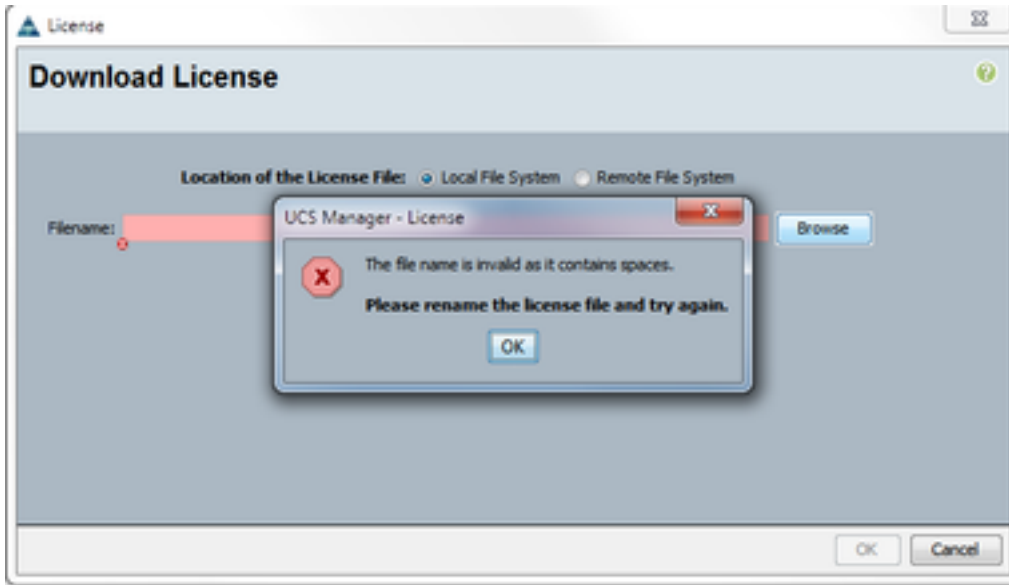 License
Download License
Location of the License File: Local File System Remote File System
Filename:
Browse
UCS Manager - License
The file name is invalid as it contains spaces.
Please rename the license file and try again.
OK
OK Cancel